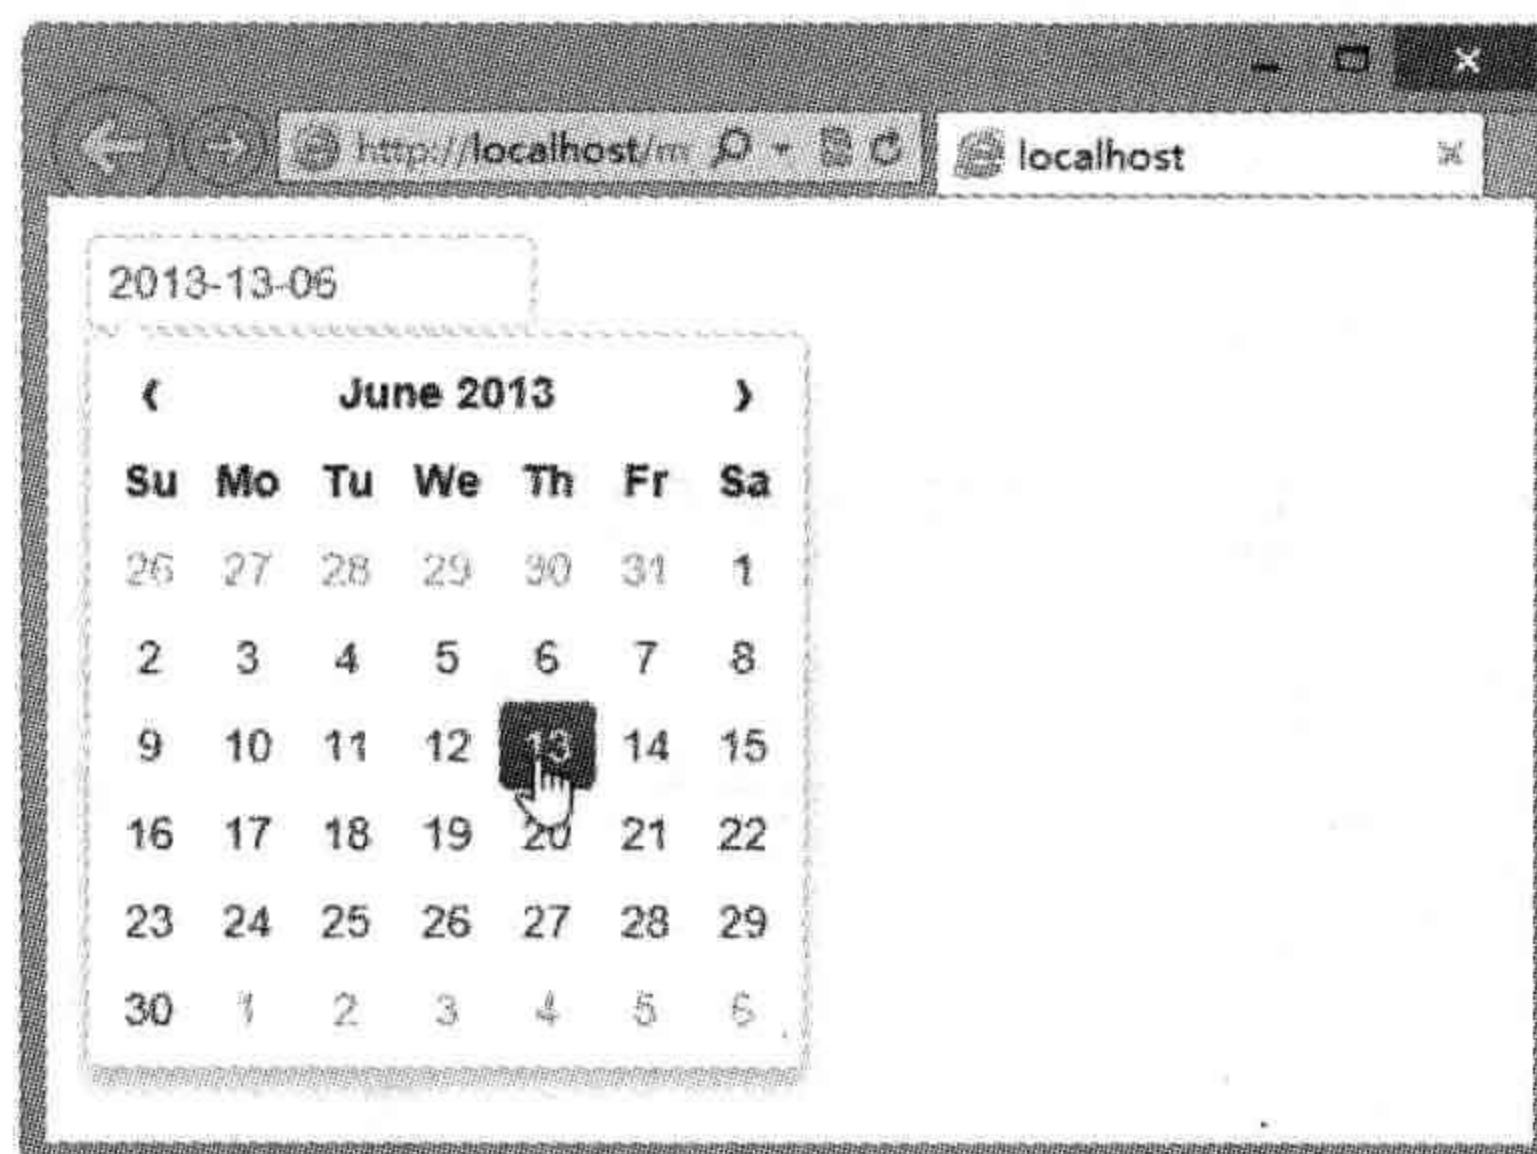 http://localhost/m localhost
2013-13-06
‹ June 2013 ›
Su Mo Tu We Th Fr Sa
26 27 28 29 30 31 1
2 3 4 5 6 7 8
9 10 11 12 13 14 15
16 17 18 19 20 21 22
23 24 25 26 27 28 29
30 1 2 3 4 5 6